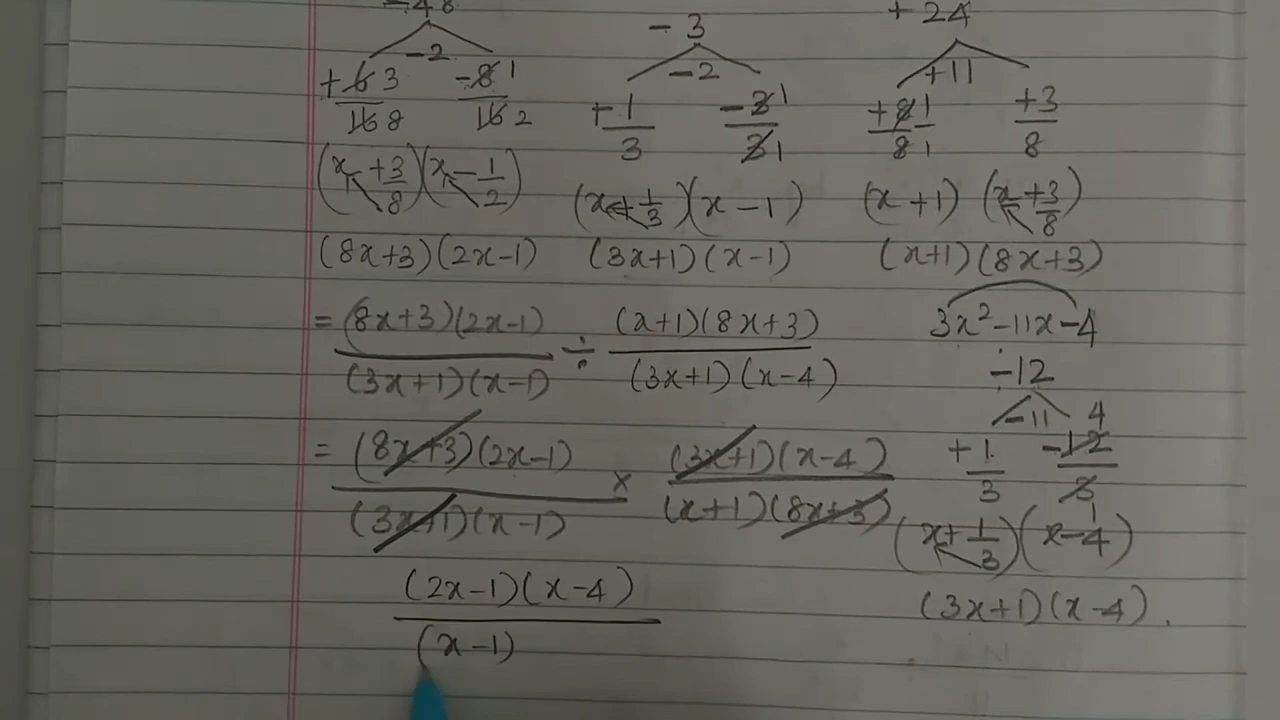 -48 - 3 + 24
-2 -2 +11
+6 3 -8 1 +1 -3 1 +8 1 +3
16 8 16 2 3 3 1 8 1 8
(x +3/8)(x -1/2) (x+1/3)(x-1) (x+1) (x+3/8)
(8x+3)(2x-1) (3x+1)(x-1) (x+1)(8x+3)
= (8x+3)(2x-1) / (3x+1)(x-1) ÷ (x+1)(8x+3) / (3x+1)(x-4) 3x²-11x-4
-12
-11
= (8x+3)(2x-1) / (3x+1)(x-1) × (3x+1)(x-4) / (x+1)(8x+3) +1/3 -12 4 / 3 1
(x+1/3)(x-4)
(2x-1)(x-4) / (x-1) (3x+1)(x-4).